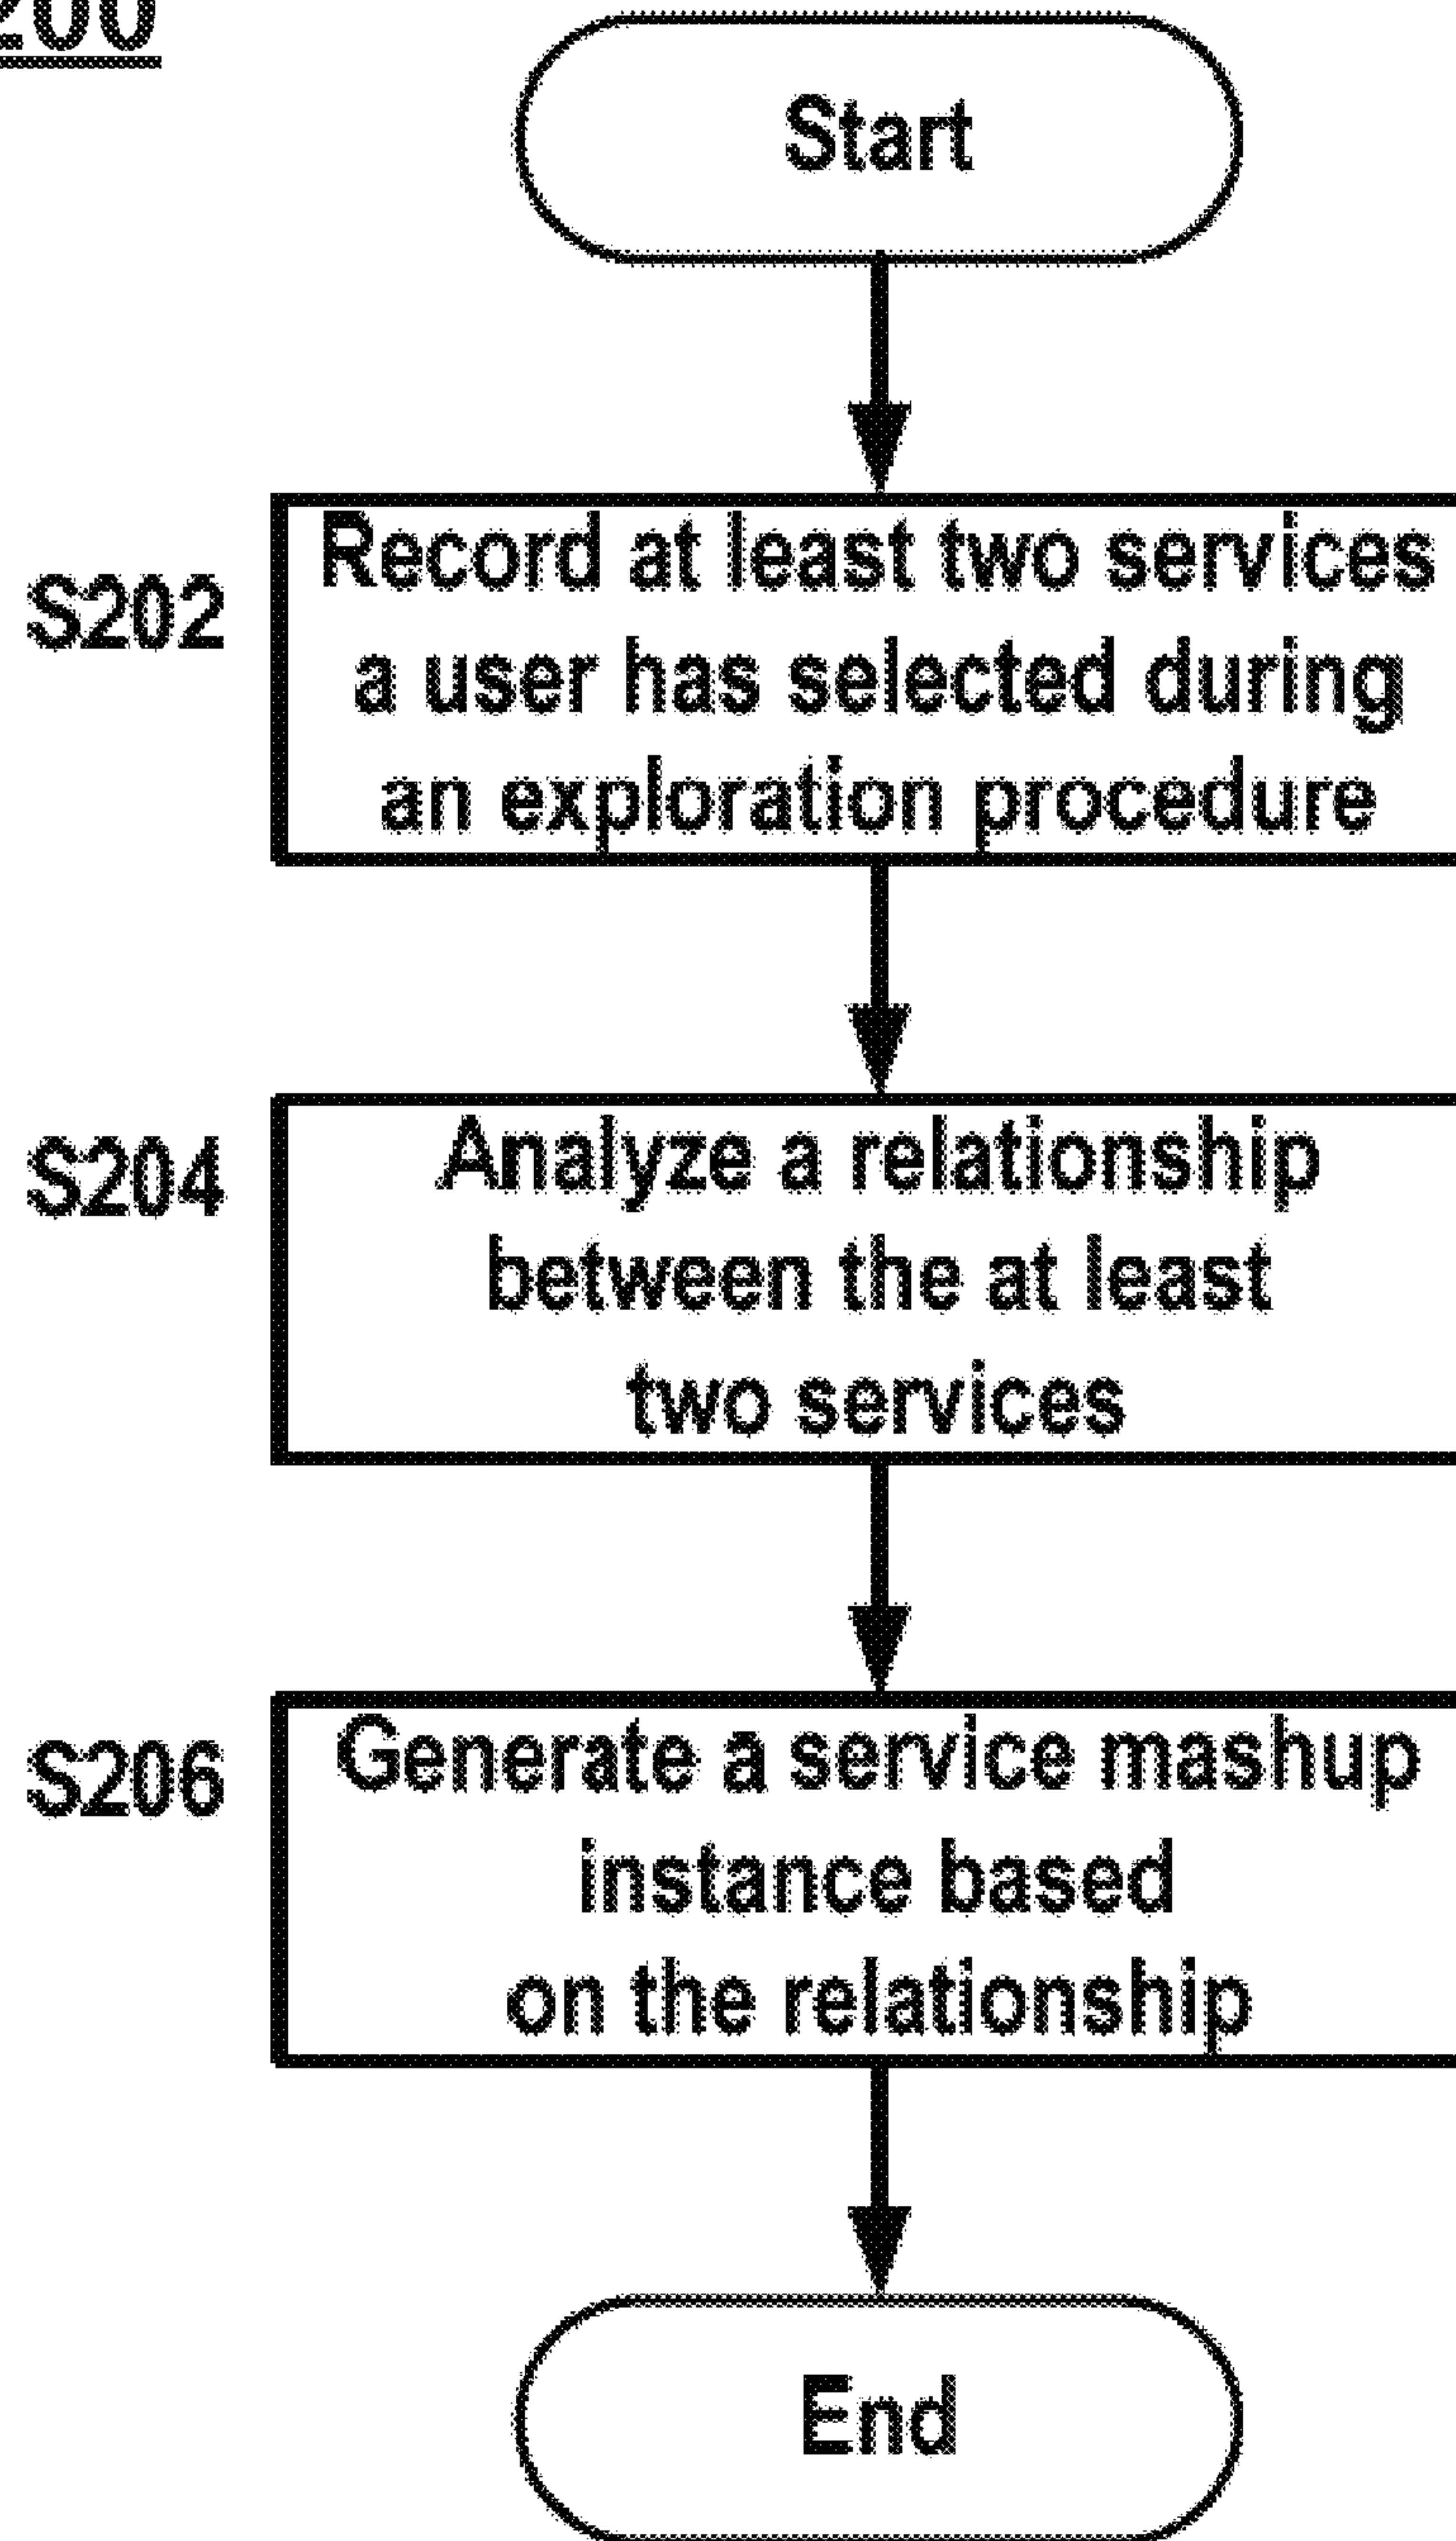 200
Start
S202
Record at least two services
a user has selected during
an exploration procedure
S204
Analyze a relationship
between the at least
two services
S206
Generate a service mashup
instance based
on the relationship
End